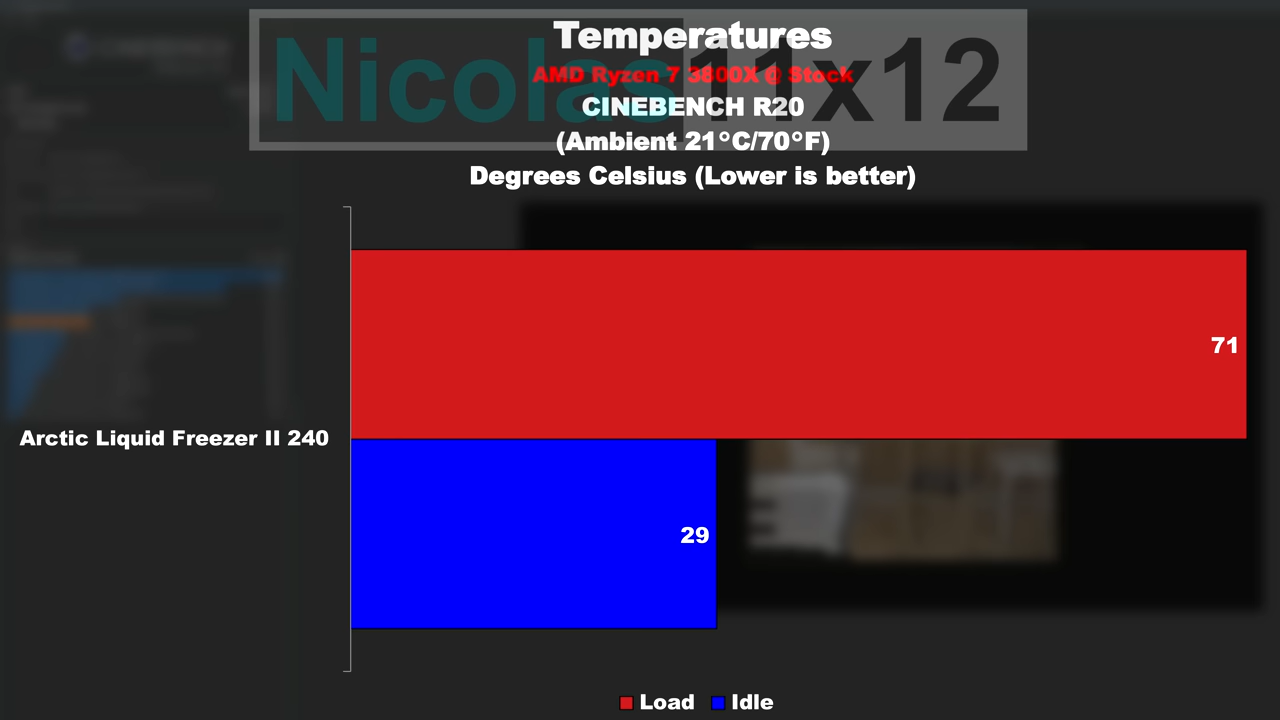 Nicolas11x12
Temperatures
AMD Ryzen 7 3800X @ Stock
CINEBENCH R20
(Ambient 21°C/70°F)
Degrees Celsius (Lower is better)
71
Arctic Liquid Freezer II 240
29
Load Idle